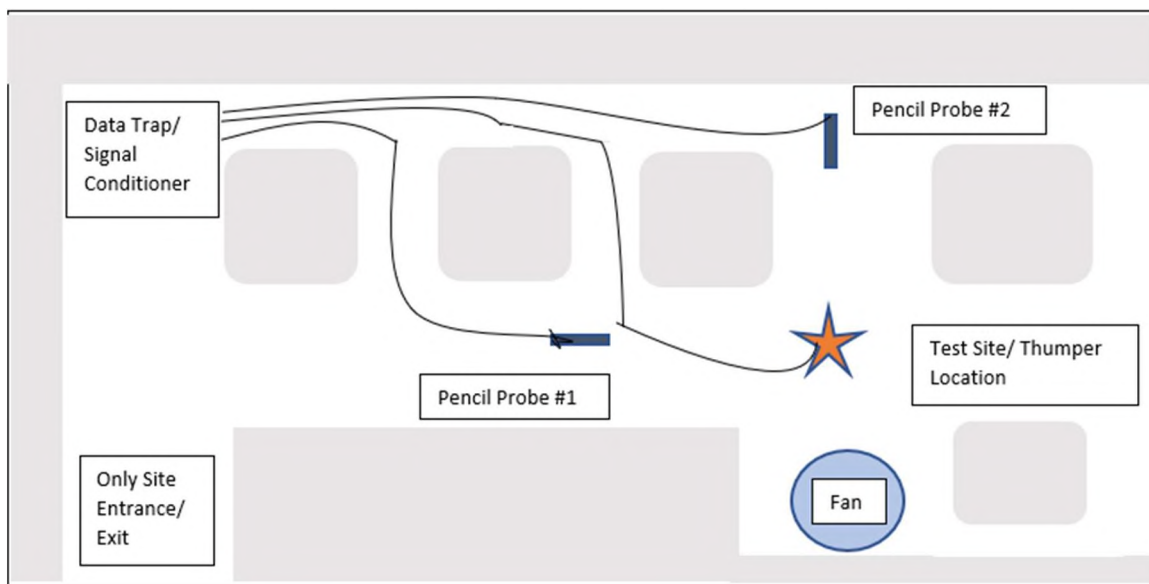 Data Trap/
Signal
Conditioner
Pencil Probe #2
Test Site/ Thumper
Location
Pencil Probe #1
Only Site
Entrance/
Exit
Fan